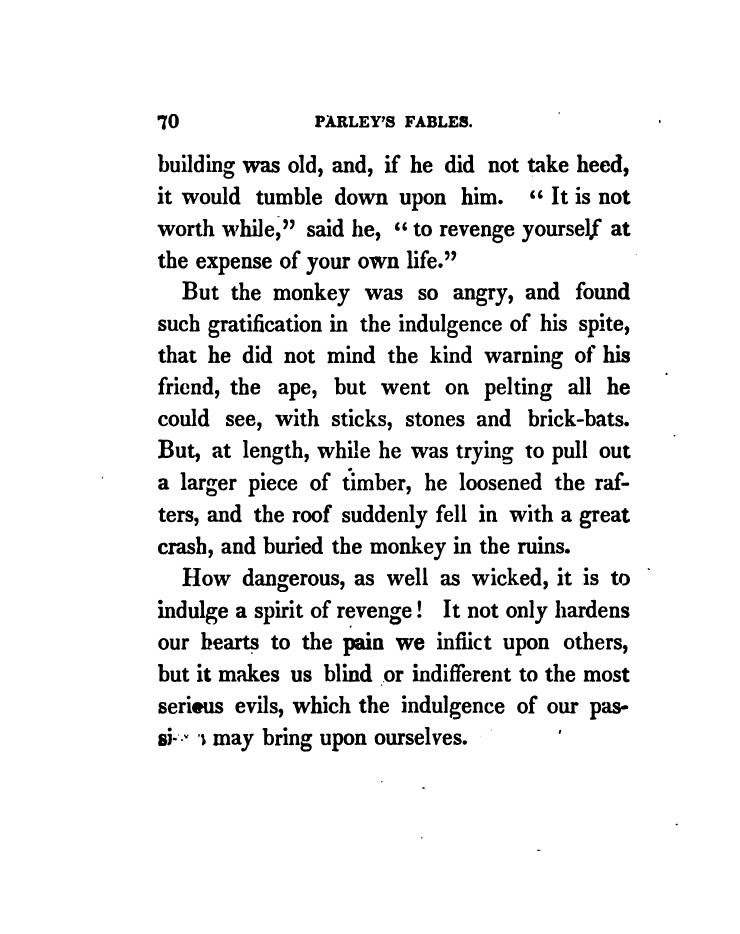 70 PARLEY'S FABLES.
building was old, and, if he did not take heed,
it would tumble down upon him. “ It is not
worth while,” said he, “ to revenge yourself at
the expense of your own life.”
But the monkey was so angry, and found
such gratification in the indulgence of his spite,
that he did not mind the kind warning of his
friend, the ape, but went on pelting all he
could see, with sticks, stones and brick-bats.
But, at length, while he was trying to pull out
a larger piece of timber, he loosened the raf-
ters, and the roof suddenly fell in with a great
crash, and buried the monkey in the ruins.
How dangerous, as well as wicked, it is to
indulge a spirit of revenge! It not only hardens
our hearts to the pain we inflict upon others,
but it makes us blind or indifferent to the most
serious evils, which the indulgence of our pas-
may bring upon ourselves.